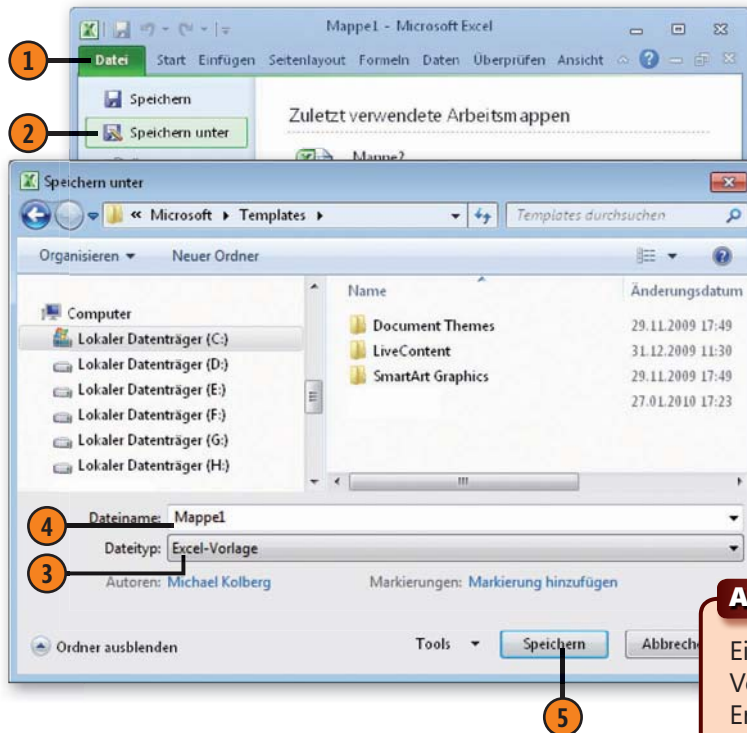 Mappe1 - Microsoft Excel
1
Datei Start Einfügen Seitenlayout Formeln Daten Überprüfen Ansicht
Speichern
2
Speichern unter
Zuletzt verwendete Arbeitsmappen
Mappe2
Speichern unter
« Microsoft Templates
Templates durchsuchen
Organisieren Neuer Ordner
Computer
Lokaler Datenträger (C:)
Lokaler Datenträger (D:)
Lokaler Datenträger (E:)
Lokaler Datenträger (F:)
Lokaler Datenträger (G:)
Lokaler Datenträger (H:)
Name Änderungsdatum
Document Themes 29.11.2009 17:49
LiveContent 31.12.2009 11:30
SmartArt Graphics 29.11.2009 17:49
27.01.2010 17:23
4
Dateiname: Mappe1
Dateityp: Excel-Vorlage
3
Autoren: Michael Kolberg Markierungen: Markierung hinzufügen
Ordner ausblenden Tools Speichern Abbreche
5
A
Ei
Vo